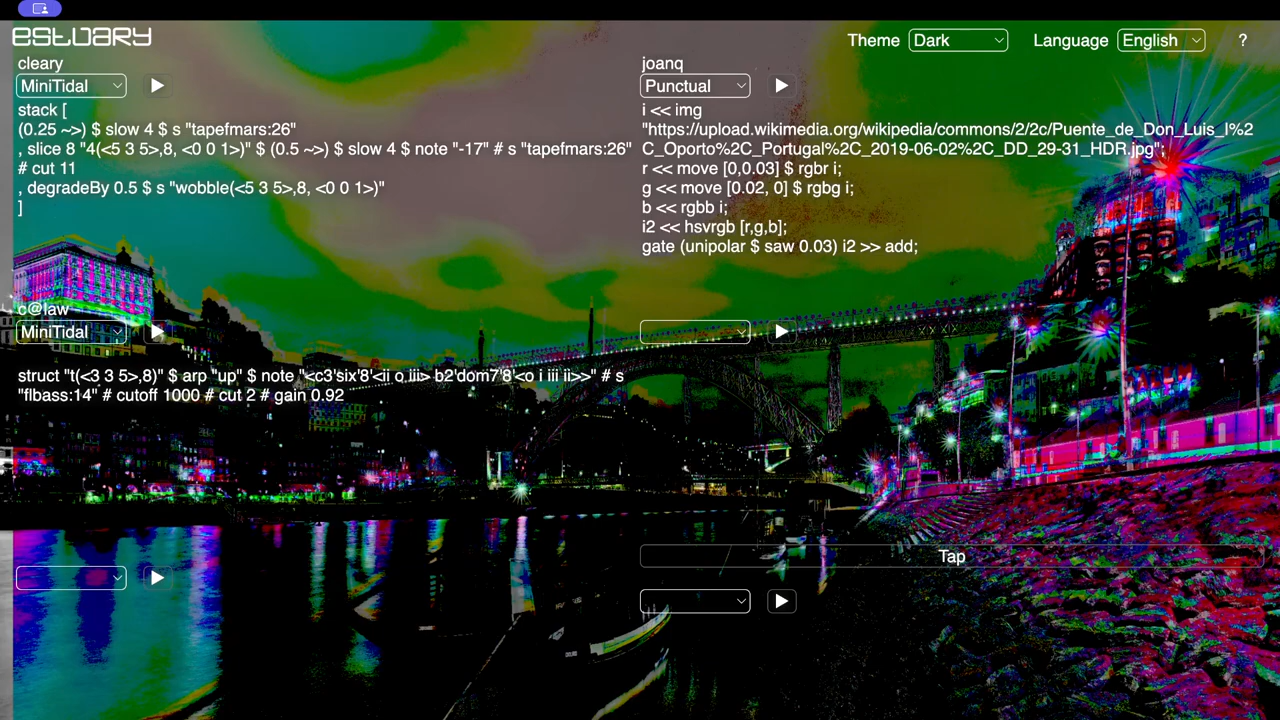 estuary
Theme Dark Language English ?
cleary
MiniTidal
stack [
(0.25 ~>) $ slow 4 $ s "tapefmars:26"
, slice 8 "4(<5 3 5>,8, <0 0 1>)" $ (0.5 ~>) $ slow 4 $ note "-17" # s "tapefmars:26"
# cut 11
, degradeBy 0.5 $ s "wobble(<5 3 5>,8, <0 0 1>)"
]
joanq
Punctual
i << img
"https://upload.wikimedia.org/wikipedia/commons/2/2c/Puente_de_Don_Luis_I%2
C_Oporto%2C_Portugal%2C_2019-06-02%2C_DD_29-31_HDR.jpg";
r << move [0,0.03] $ rgbr i;
g << move [0.02, 0] $ rgbg i;
b << rgbb i;
i2 << hsvrgb [r,g,b];
gate (unipolar $ saw 0.03) i2 >> add;
c@law
MiniTidal
struct "t(<3 3 5>,8)" $ arp "up" $ note "<c3'six'8'<ii o iii> b2'dom7'8'<o i iii ii>>" # s
"flbass:14" # cutoff 1000 # cut 2 # gain 0.92
Tap